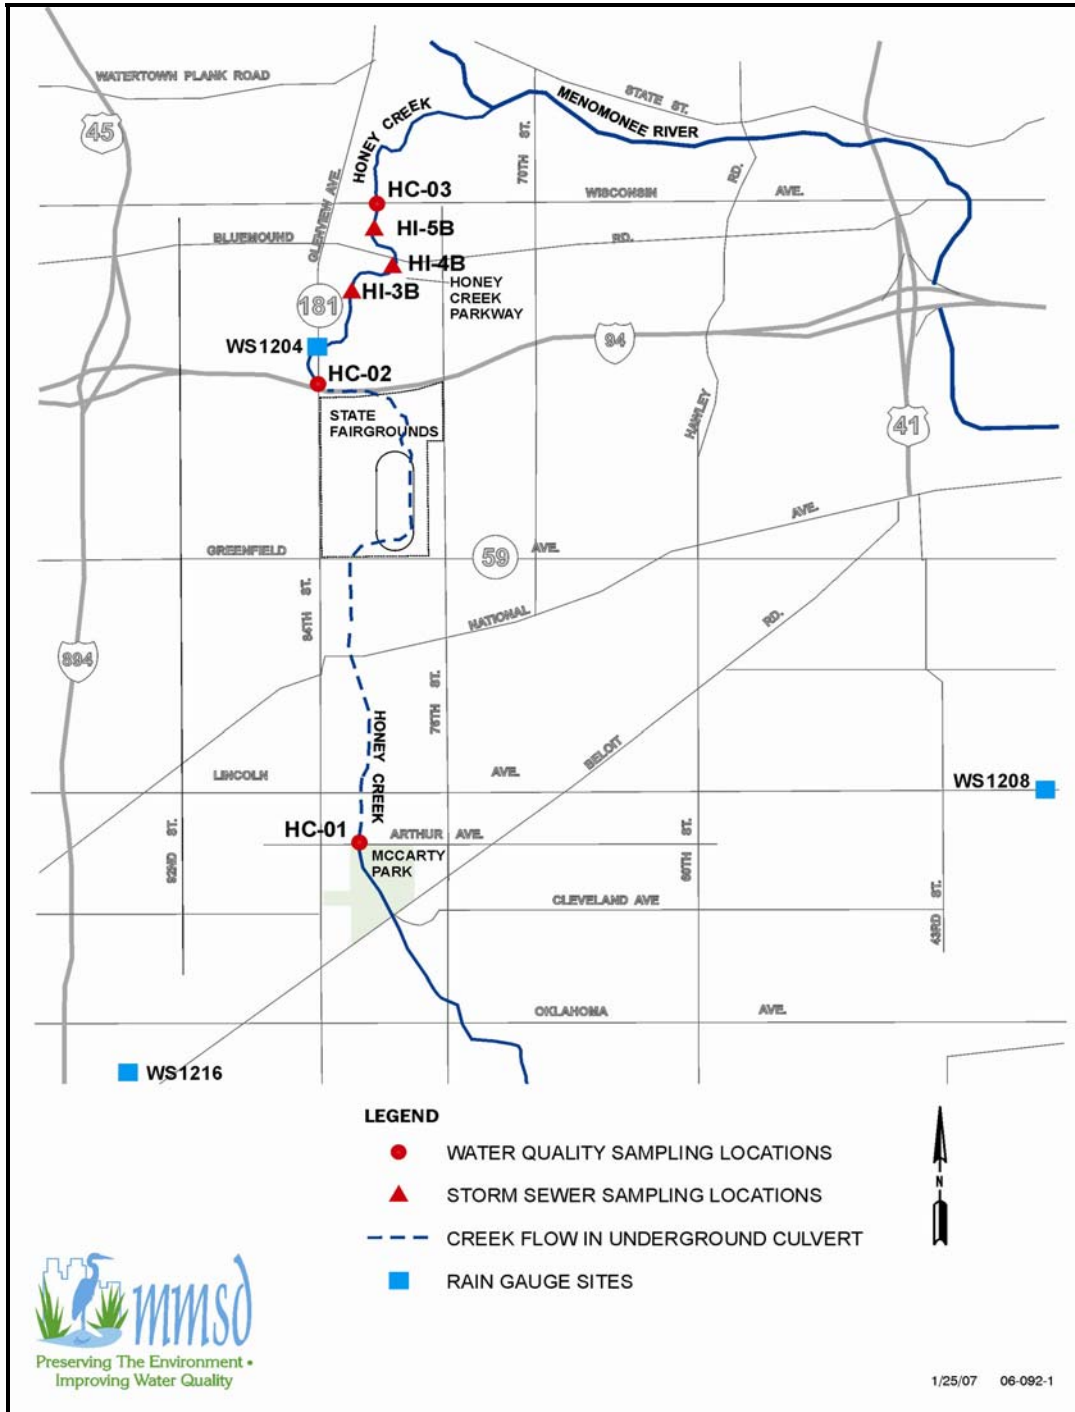 WATERTOWN PLANK ROAD
45
HONEY CREEK
STATE ST.
MENOMONEE RIVER
70TH ST.
RD.
GLENVIEW AVE.
HC-03
WISCONSIN
AVE.
HI-5B
BLUEMOUND
RD.
HI-4B
HONEY
CREEK
PARKWAY
HI-3B
181
WS1204
94
HC-02
STATE
FAIRGROUNDS
HAWLEY
41
AVE.
GREENFIELD
59
AVE.
84TH ST.
NATIONAL
RD.
894
76TH ST.
HONEY CREEK
BELOIT
LINCOLN
AVE.
WS1208
HC-01
ARTHUR AVE.
MCCARTY
PARK
92ND ST.
60TH ST.
CLEVELAND AVE
43RD ST.
OKLAHOMA
AVE.
WS1216
LEGEND
WATER QUALITY SAMPLING LOCATIONS
STORM SEWER SAMPLING LOCATIONS
CREEK FLOW IN UNDERGROUND CULVERT
RAIN GAUGE SITES
N
mmsd
Preserving The Environment •
Improving Water Quality
1/25/07 06-092-1